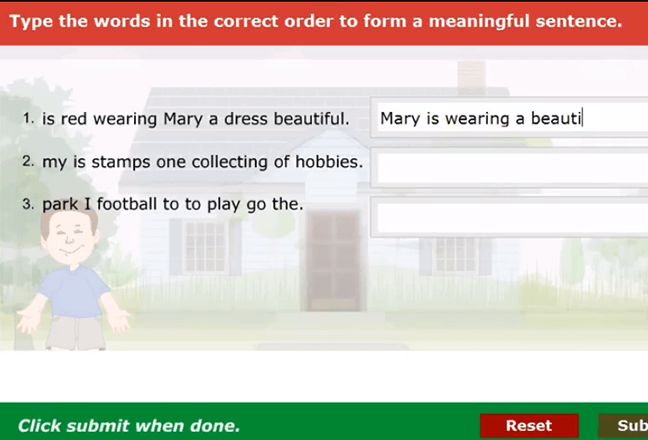 Type the words in the correct order to form a meaningful sentence.
1. is red wearing Mary a dress beautiful. Mary is wearing a beauti
2. my is stamps one collecting of hobbies.
3. park I football to to play go the.
Click submit when done. Reset Sub